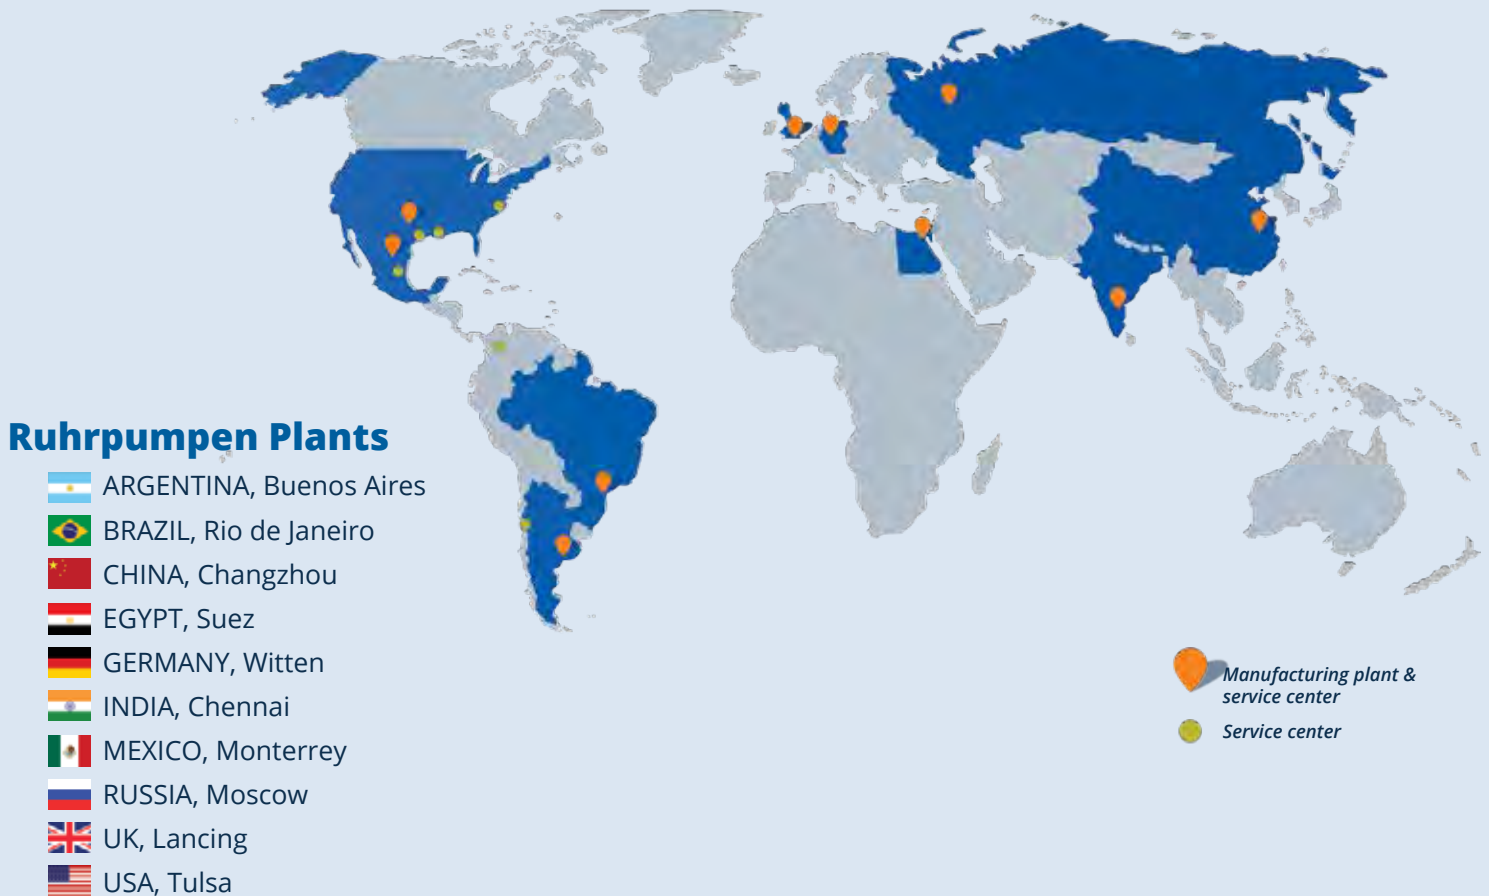 Ruhrpumpen Plants
ARGENTINA, Buenos Aires
BRAZIL, Rio de Janeiro
CHINA, Changzhou
EGYPT, Suez
GERMANY, Witten
INDIA, Chennai
MEXICO, Monterrey
RUSSIA, Moscow
UK, Lancing
USA, Tulsa
Manufacturing plant &
service center
Service center